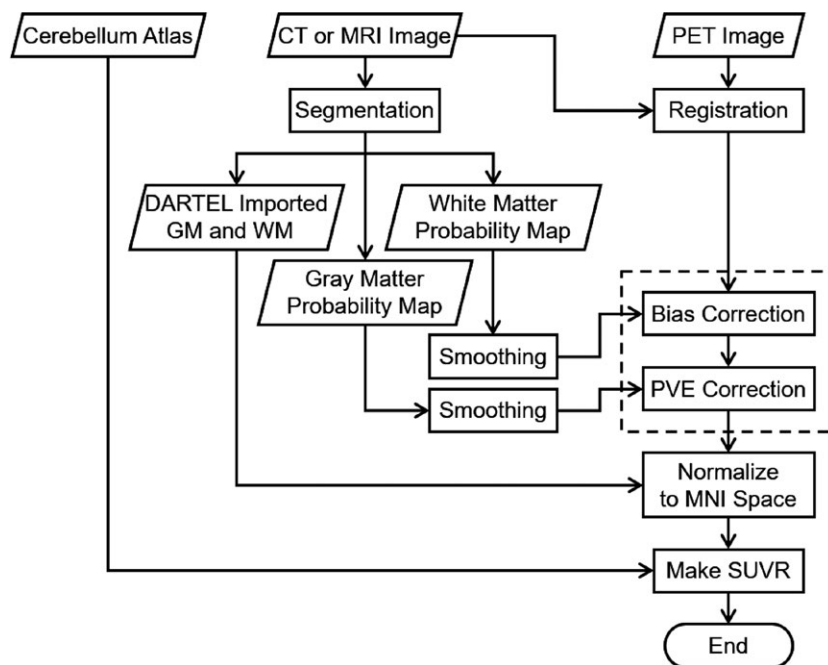 Cerebellum Atlas
CT or MRI Image
PET Image
Segmentation
Registration
DARTEL Imported
GM and WM
White Matter
Probability Map
Gray Matter
Probability Map
Bias Correction
Smoothing
PVE Correction
Smoothing
Normalize
to MNI Space
Make SUVR
End